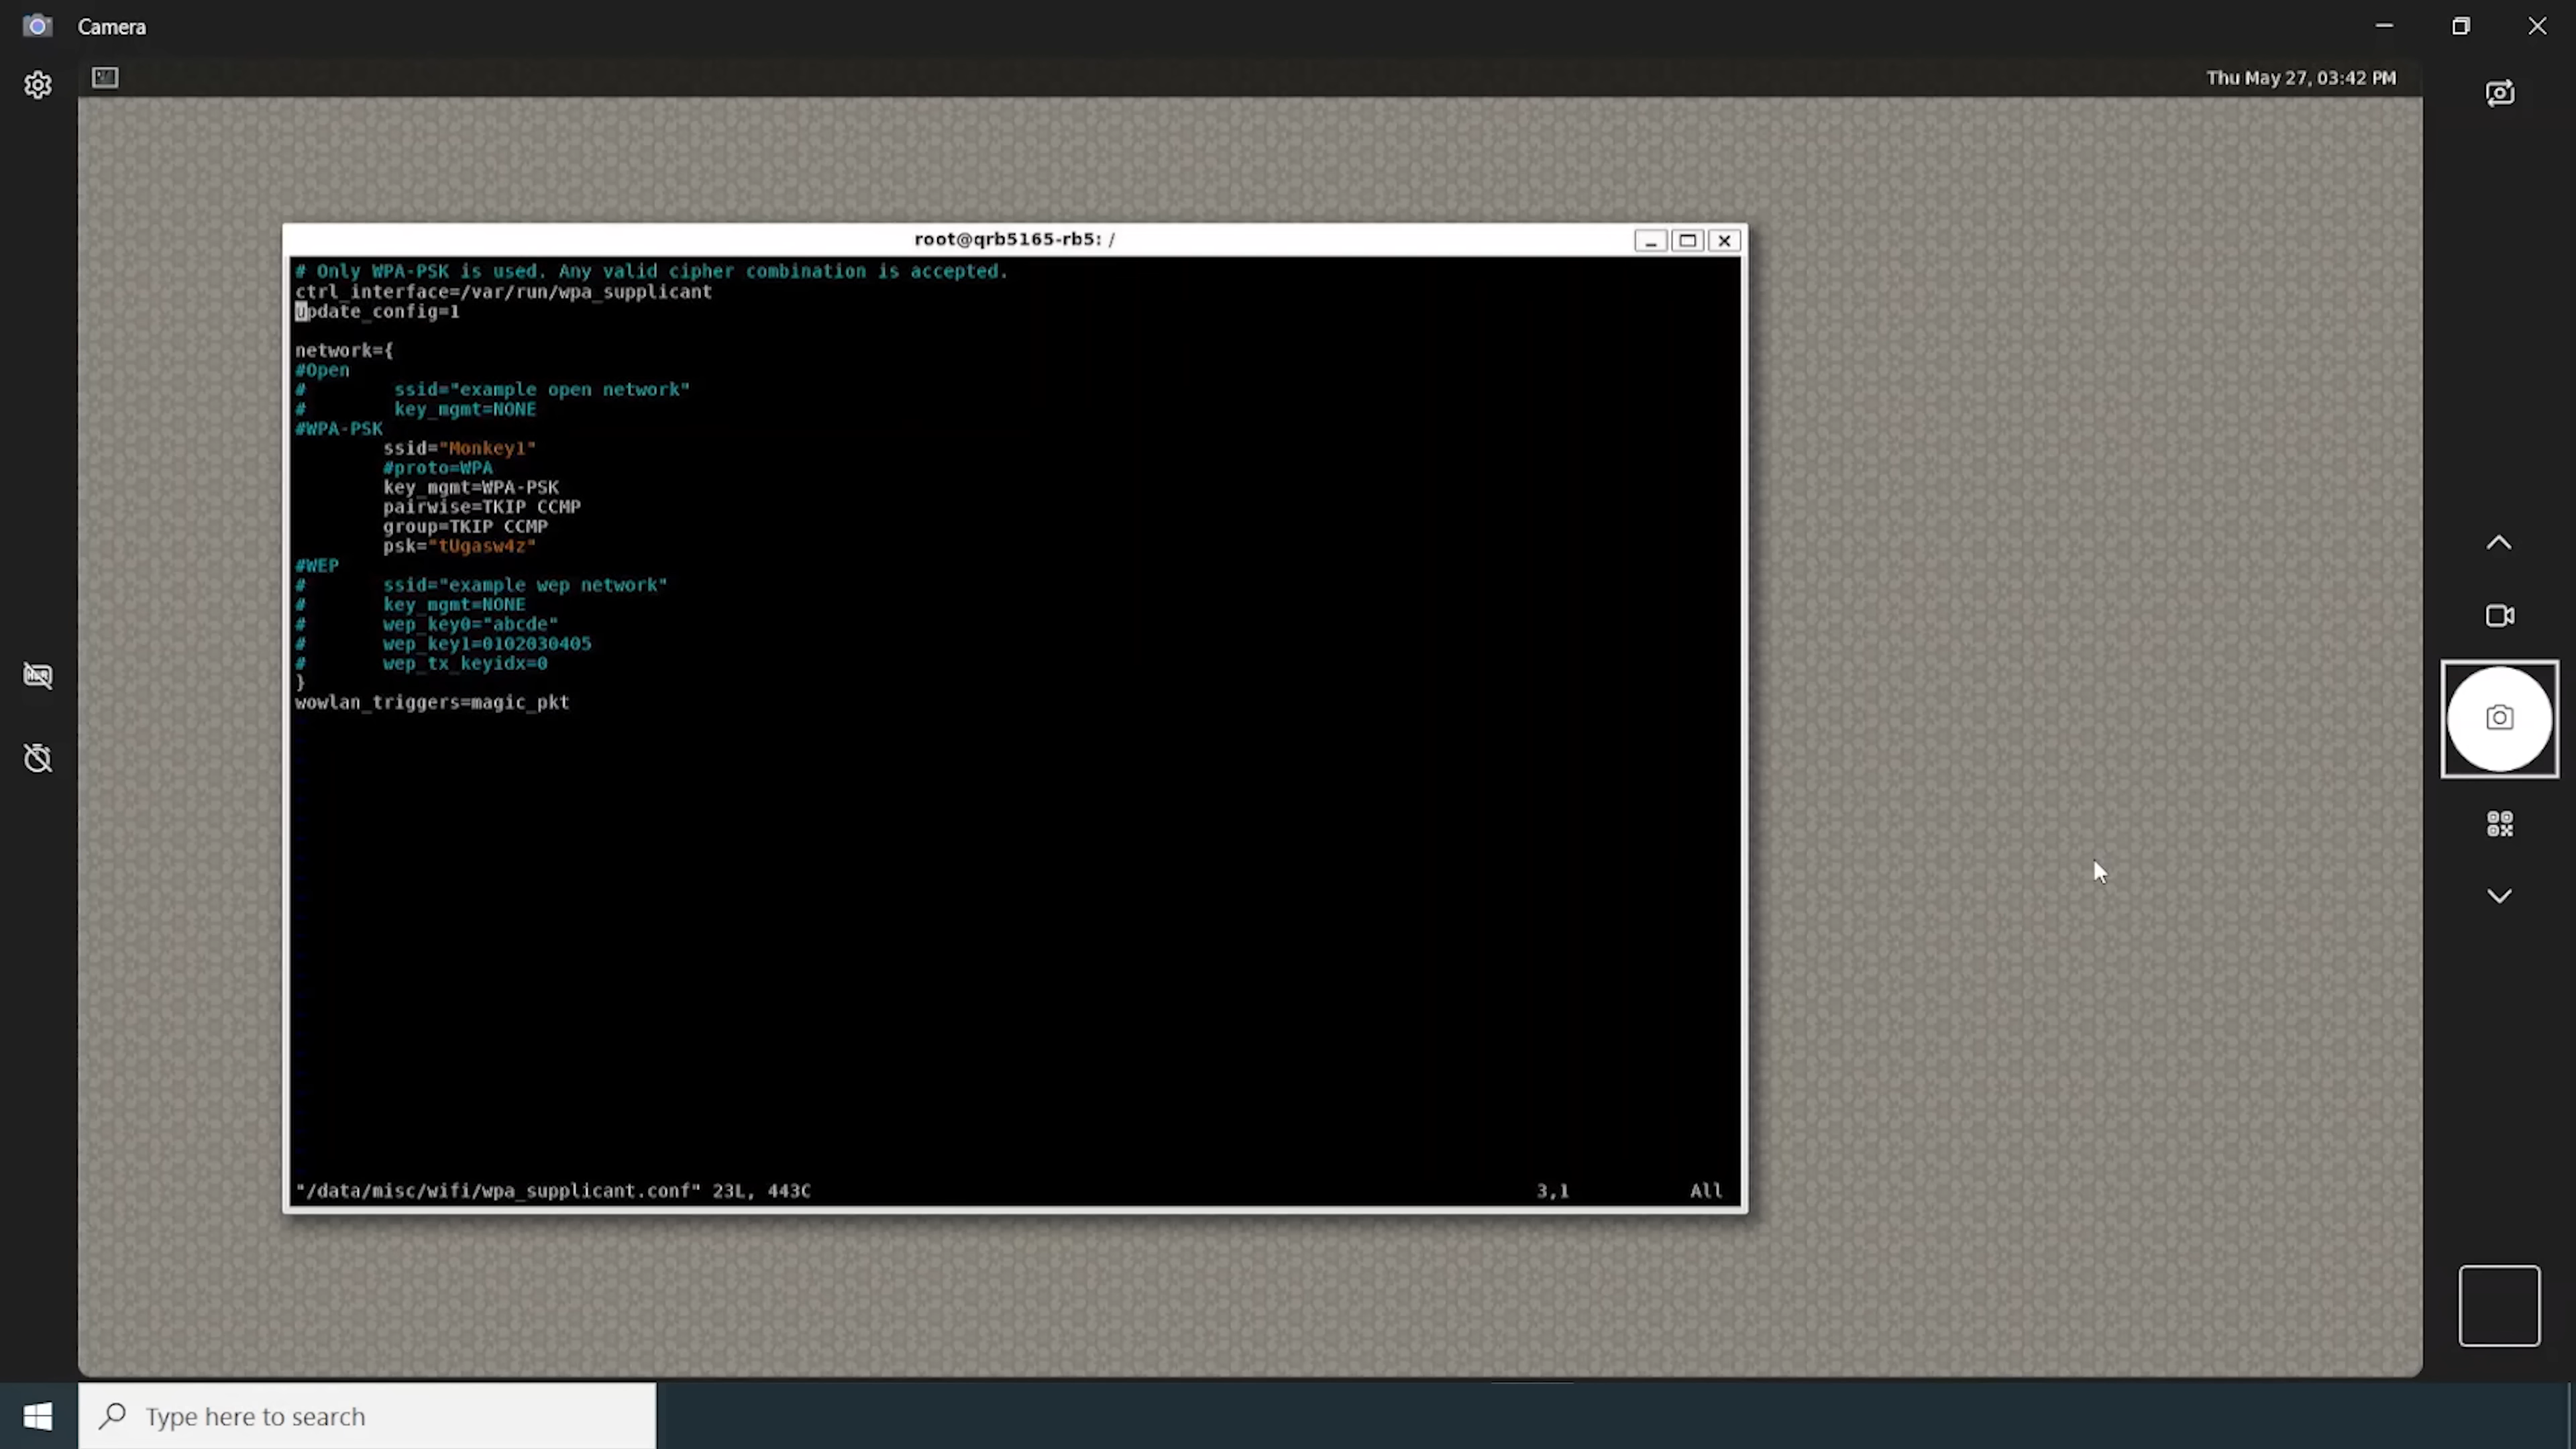 Camera
Thu May 27, 03:42 PM
root@qrb5165-rb5: /
# Only WPA-PSK is used. Any valid cipher combination is accepted.
ctrl_interface=/var/run/wpa_supplicant
update_config=1
network={
#Open
#        ssid="example open network"
#        key_mgmt=NONE
#WPA-PSK
        ssid="Monkey1"
        #proto=WPA
        key_mgmt=WPA-PSK
        pairwise=TKIP CCMP
        group=TKIP CCMP
        psk="tUgasw4z"
#WEP
#       ssid="example wep network"
#       key_mgmt=NONE
#       wep_key0="abcde"
#       wep_key1=0102030405
#       wep_tx_keyidx=0
}
wowlan_triggers=magic_pkt
"/data/misc/wifi/wpa_supplicant.conf" 23L, 443C 3,1 All
HDR
Type here to search